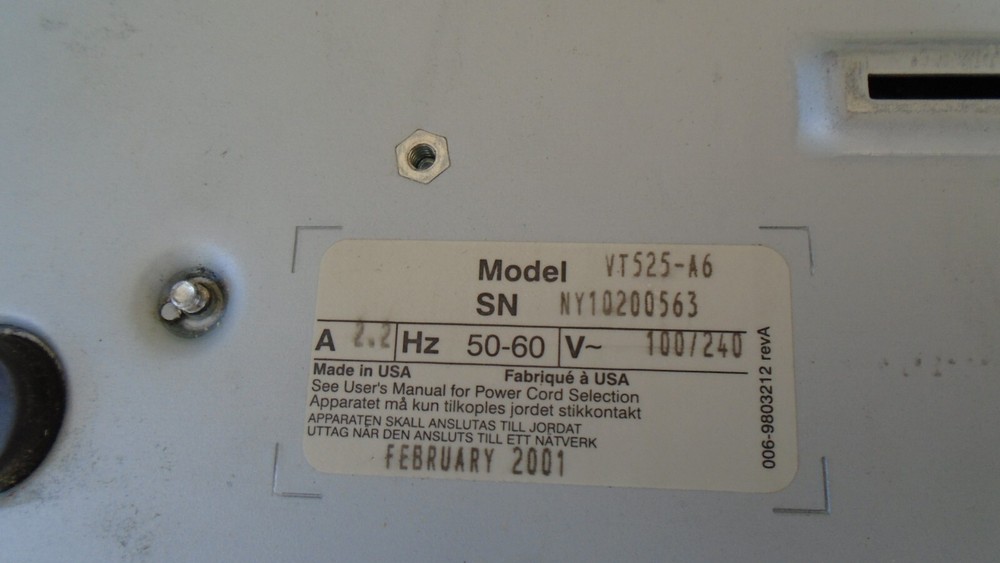 Model VT525-A6
SN NY10200563
A 2.2 Hz 50-60 V~ 100/240
Made in USA Fabriqué à USA
See User's Manual for Power Cord Selection
Apparatet må kun tilkoples jordet stikkontakt
APPARATEN SKALL ANSLUTAS TILL JORDAT
UTTAG NÄR DEN ANSLUTS TILL ETT NÄTVERK
FEBRUARY 2001
006-9803212 revA